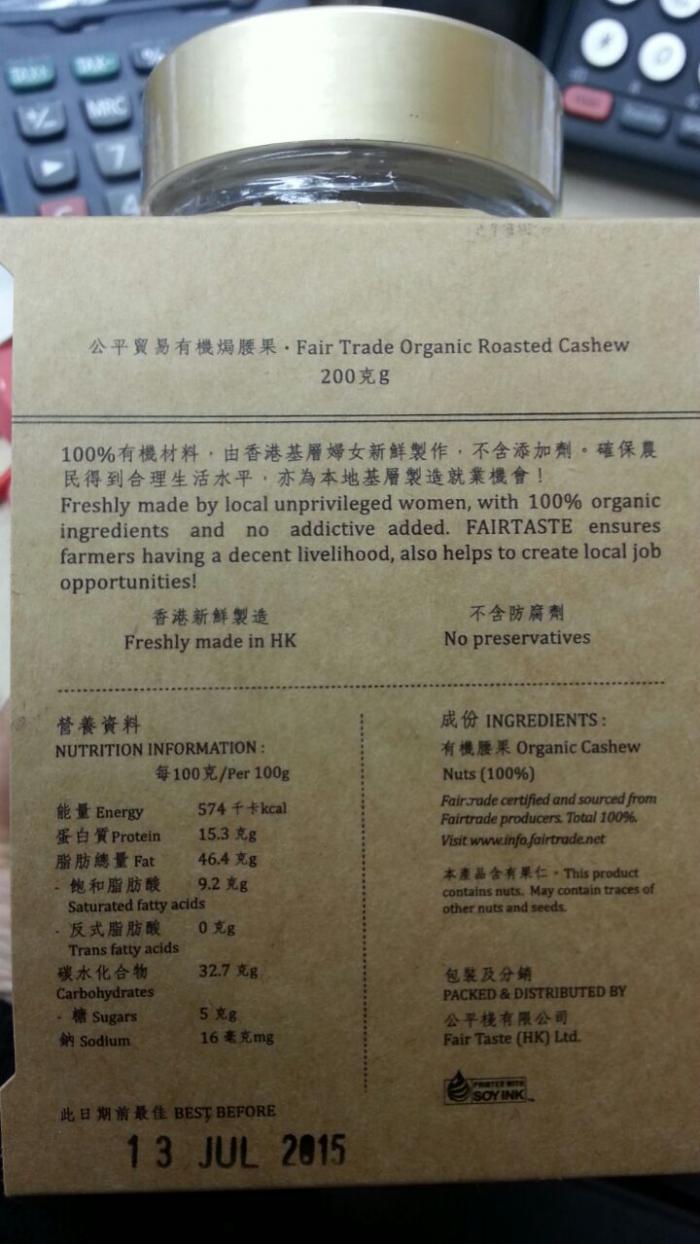 TAX+ TAX- %
+/- MRC
7
C 4
公平貿易有機焗腰果・Fair Trade Organic Roasted Cashew
200克g
100%有機材料，由香港基層婦女新鮮製作，不含添加劑。確保農
民得到合理生活水平，亦為本地基層製造就業機會！
Freshly made by local unprivileged women, with 100% organic
ingredients and no addictive added. FAIRTASTE ensures
farmers having a decent livelihood, also helps to create local job
opportunities!
香港新鮮製造
Freshly made in HK
不含防腐劑
No preservatives
營養資料
NUTRITION INFORMATION :
每100克/Per 100g
能量 Energy 574 千卡kcal
蛋白質Protein 15.3 克g
脂肪總量 Fat 46.4 克g
- 飽和脂肪酸 9.2 克g
Saturated fatty acids
- 反式脂肪酸 0 克g
Trans fatty acids
碳水化合物 32.7 克g
Carbohydrates
- 糖 Sugars 5 克g
鈉 Sodium 16 毫克mg
此日期前最佳 BEST BEFORE
13 JUL 2015
成份 INGREDIENTS :
有機腰果 Organic Cashew
Nuts (100%)
Fairtrade certified and sourced from
Fairtrade producers. Total 100%.
Visit www.info.fairtrade.net
本產品含有果仁。This product
contains nuts. May contain traces of
other nuts and seeds.
包裝及分銷
PACKED & DISTRIBUTED BY
公平棧有限公司
Fair Taste (HK) Ltd.
PRINTED WITH
SOY INK™